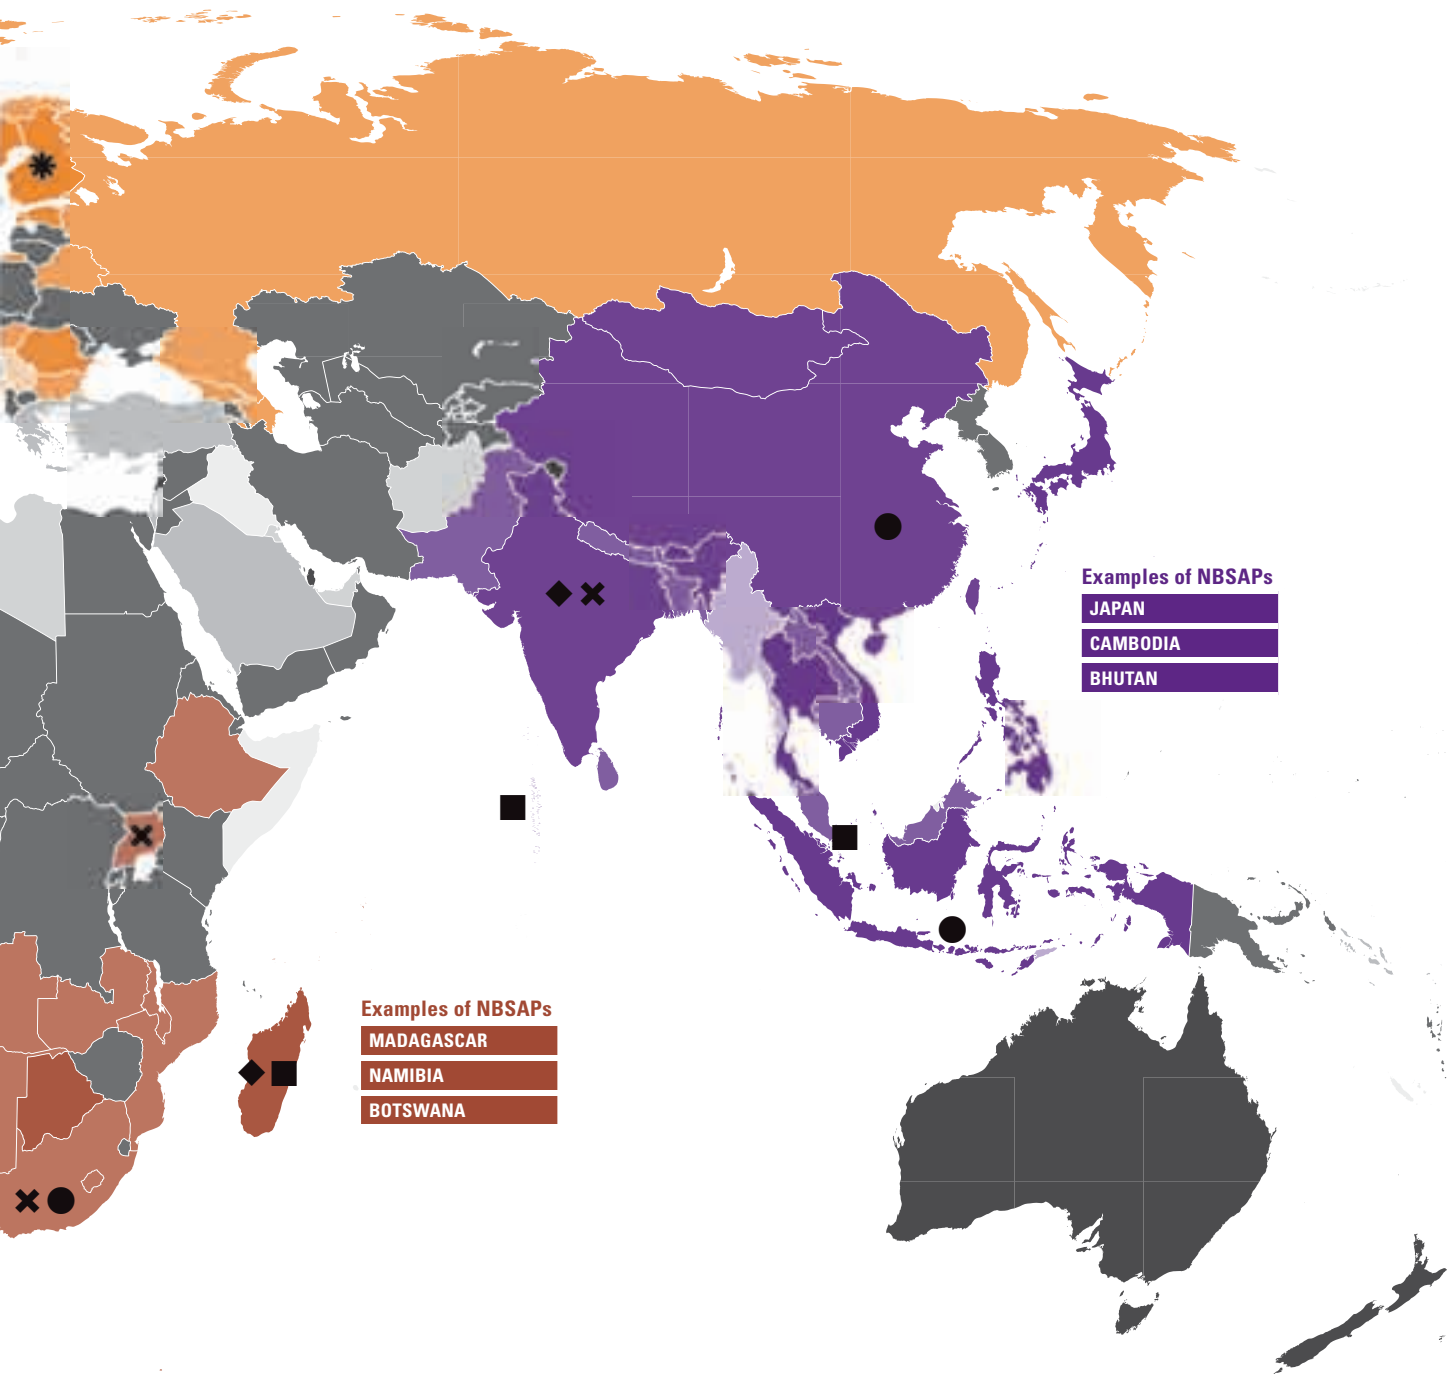 Examples of NBSAPs
JAPAN
CAMBODIA
BHUTAN
Examples of NBSAPs
MADAGASCAR
NAMIBIA
BOTSWANA